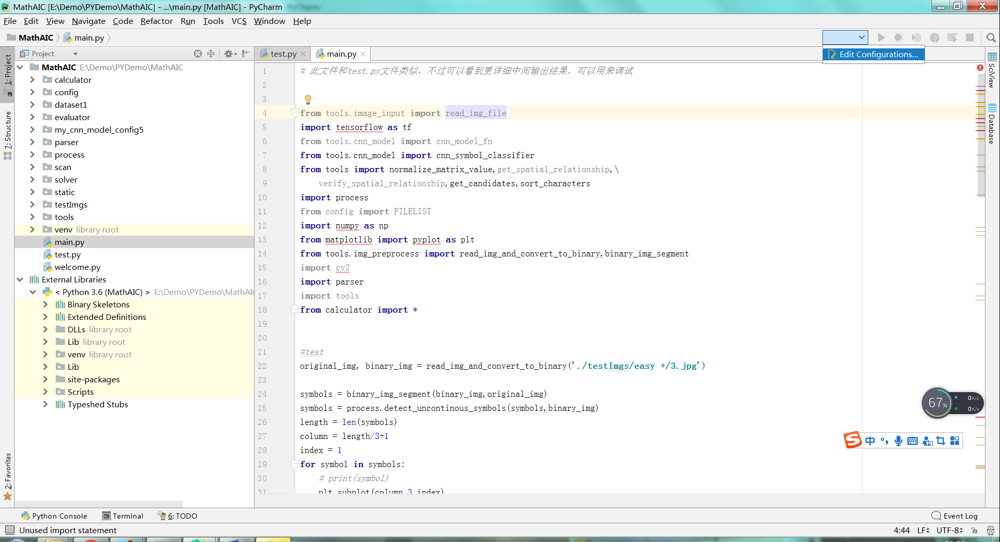 MathAIC [E:\Demo\PYDemo\MathAIC] - ...\main.py [MathAIC] - PyCharm
File Edit View Navigate Code Refactor Run Tools VCS Window Help
MathAIC main.py
Edit Configurations...
Project
test.py main.py
1: Project
7: Structure
2: Favorites
MathAIC E:\Demo\PYDemo\MathAIC
calculator
config
dataset1
evaluator
my_cnn_model_config5
parser
process
scan
solver
static
testImgs
tools
venv library root
main.py
test.py
welcome.py
External Libraries
< Python 3.6 (MathAIC) > E:\Demo\PYDemo\MathAIC
Binary Skeletons
Extended Definitions
DLLs library root
Lib library root
venv library root
Lib
site-packages
Scripts
Typeshed Stubs
1 # 此文件和test.py文件类似，不过可以看到更详细中间输出结果，可以用来调试
2
3
4 from tools.image_input import read_img_file
5 import tensorflow as tf
6 from tools.cnn_model import cnn_model_fn
7 from tools.cnn_model import cnn_symbol_classifier
8 from tools import normalize_matrix_value,get_spatial_relationship,\
9 verify_spatial_relationship,get_candidates,sort_characters
10 import process
11 from config import FILELIST
12 import numpy as np
13 from matplotlib import pyplot as plt
14 from tools.img_preprocess import read_img_and_convert_to_binary,binary_img_segment
15 import cv2
16 import parser
17 import tools
18 from calculator import *
19
20
21 #test
22 original_img, binary_img = read_img_and_convert_to_binary('./testImgs/easy +/3.jpg')
23
24 symbols = binary_img_segment(binary_img,original_img)
25 symbols = process.detect_uncontinous_symbols(symbols,binary_img)
26 length = len(symbols)
27 column = length/3+1
28 index = 1
29 for symbol in symbols:
30 # print(symbol)
31 plt.subplot(column,3,index)
SciView
Database
67%
0K/s
0K/s
中
Python Console Terminal 6: TODO Event Log
Unused import statement 4:44 LF UTF-8